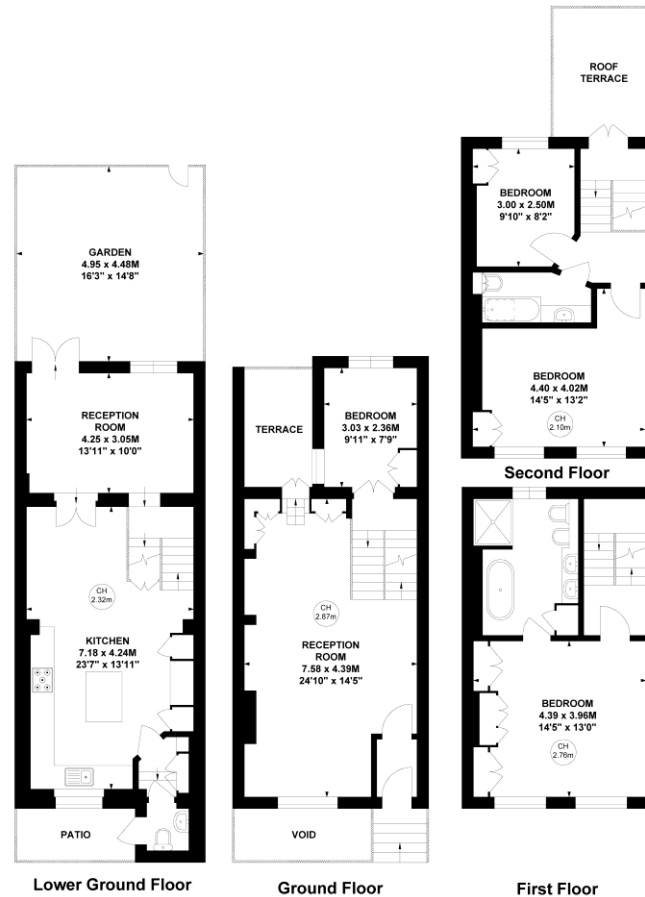 GARDEN
4.95 x 4.48M
16'3" x 14'8"
RECEPTION
ROOM
4.25 x 3.05M
13'11" x 10'0"
CH
2.32m
KITCHEN
7.18 x 4.24M
23'7" x 13'11"
PATIO
Lower Ground Floor
TERRACE
BEDROOM
3.03 x 2.36M
9'11" x 7'9"
CH
2.87m
RECEPTION
ROOM
7.58 x 4.39M
24'10" x 14'5"
VOID
Ground Floor
ROOF
TERRACE
BEDROOM
3.00 x 2.50M
9'10" x 8'2"
BEDROOM
4.40 x 4.02M
14'5" x 13'2"
CH
2.10m
Second Floor
BEDROOM
4.39 x 3.96M
14'5" x 13'0"
CH
2.76m
First Floor